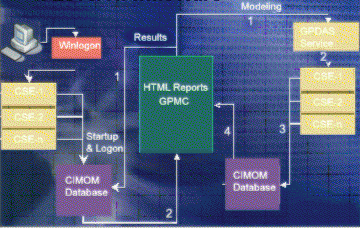 Modeling
1
Results
GPDAS
Service
Winlogon
1
2
CSE-1
CSE-2
CSE-n
HTML Reports
GPMC
CSE-1
CSE-2
CSE-n
Startup
& Logon
4
3
CIMOM
Database
CIMOM
Database
2